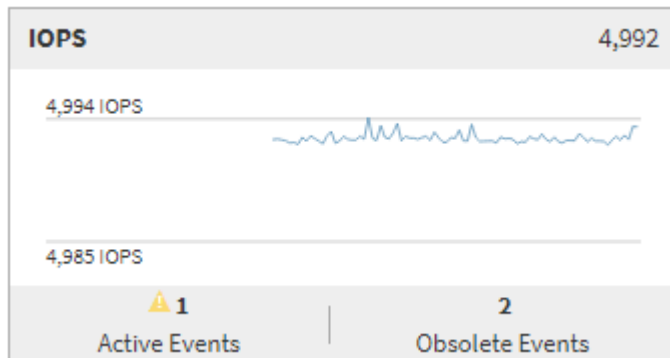 IOPS 4,992
4,994 IOPS
4,985 IOPS
1 2
Active Events Obsolete Events